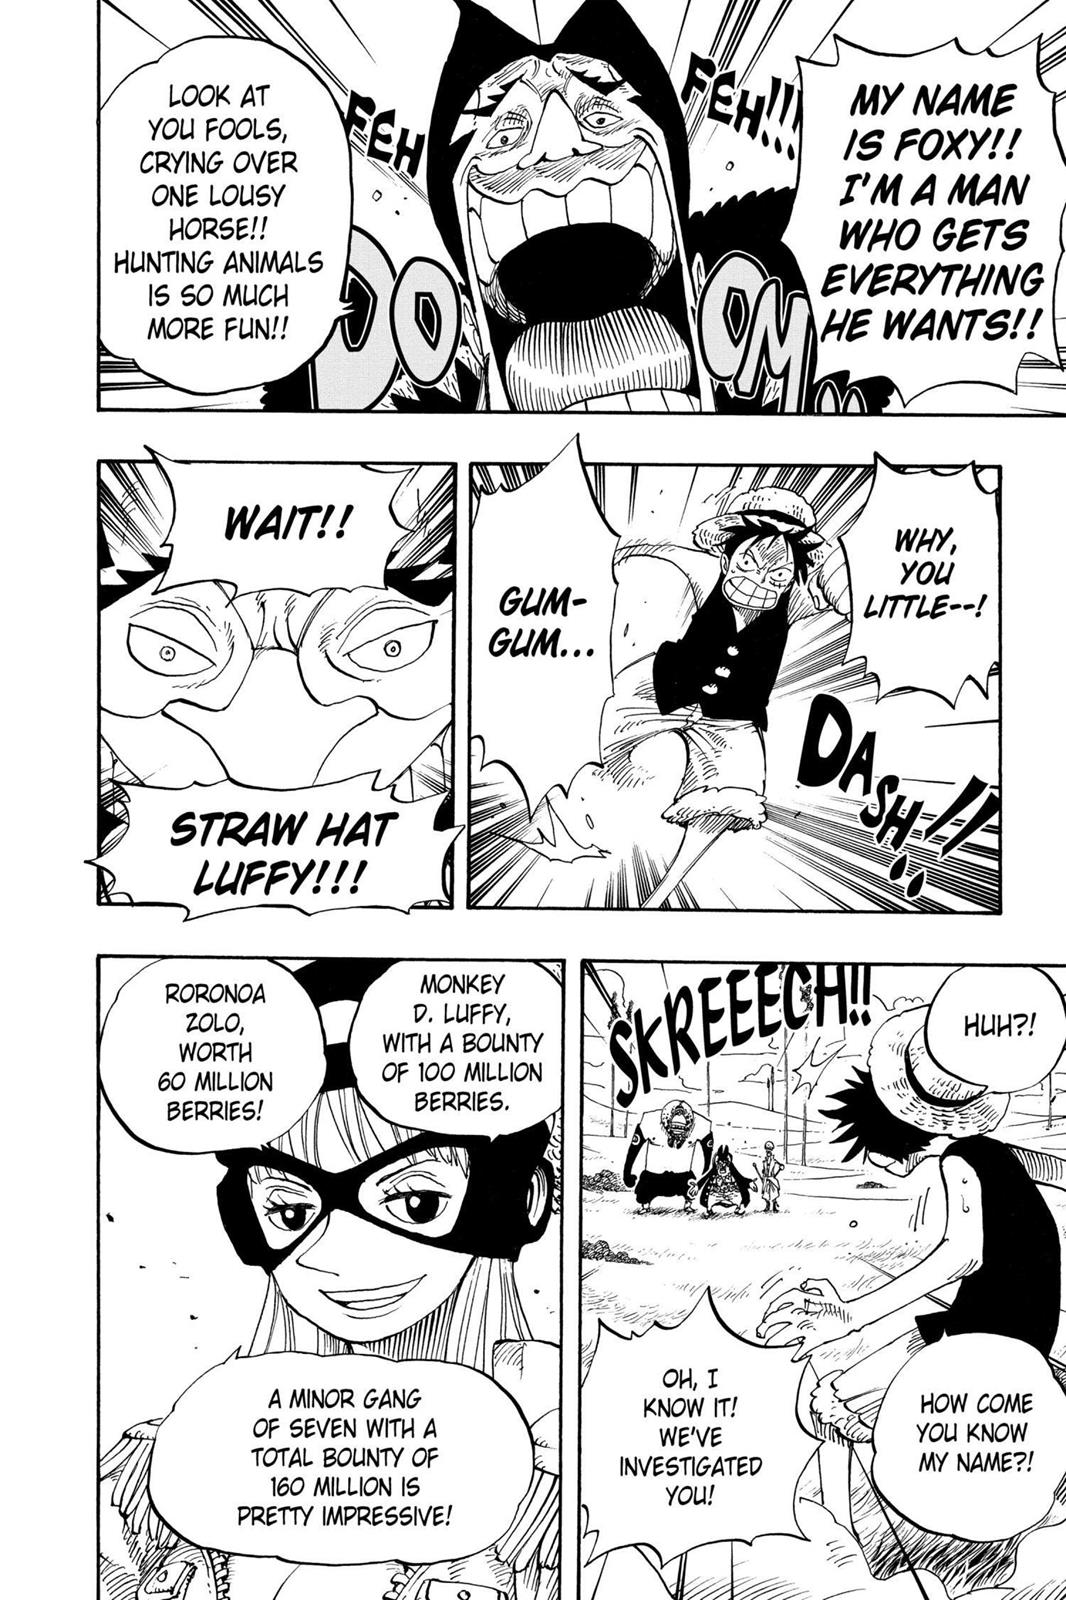 MY NAME
IS FOXY!!
I'M A MAN
WHO GETS
EVERYTHING
HE WANTS!!
FEH!!!
FEH
LOOK AT
YOU FOOLS,
CRYING OVER
ONE LOUSY
HORSE!!
HUNTING ANIMALS
IS SO MUCH
MORE FUN!!
DOOM
WHY,
YOU
LITTLE--!
GUM-
GUM...
DASH!!
WAIT!!
STRAW HAT
LUFFY!!!
SKREEECH!!
HUH?!
HOW COME
YOU KNOW
MY NAME?!
OH, I
KNOW IT!
WE'VE
INVESTIGATED
YOU!
MONKEY
D. LUFFY,
WITH A BOUNTY
OF 100 MILLION
BERRIES.
RORONOA
ZOLO,
WORTH
60 MILLION
BERRIES!
A MINOR GANG
OF SEVEN WITH A
TOTAL BOUNTY OF
160 MILLION IS
PRETTY IMPRESSIVE!